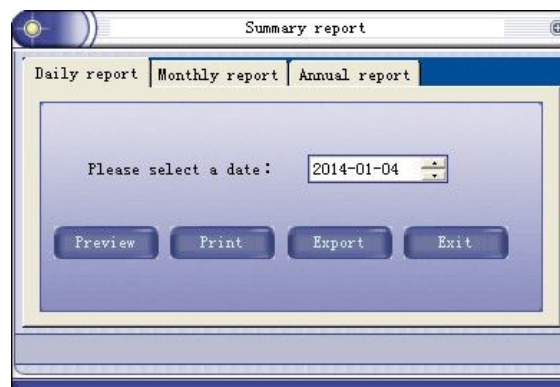 Summary report
Daily report Monthly report Annual report
Please select a date: 2014-01-04
Preview Print Export Exit